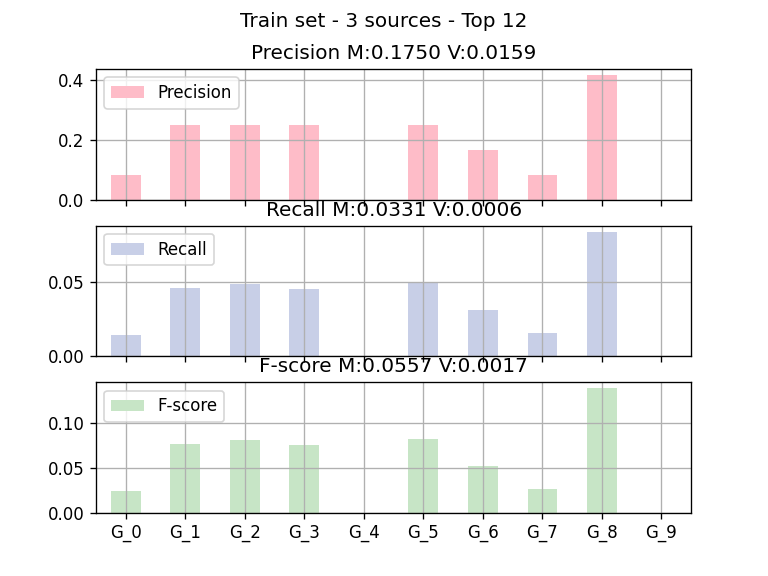 Train set - 3 sources - Top 12
Precision M:0.1750 V:0.0159
0.4
Precision
0.2
0.0
Recall M:0.0331 V:0.0006
Recall
0.05
0.00
F-score M:0.0557 V:0.0017
F-score
0.10
0.05
0.00
G_0 G_1 G_2 G_3 G_4 G_5 G_6 G_7 G_8 G_9